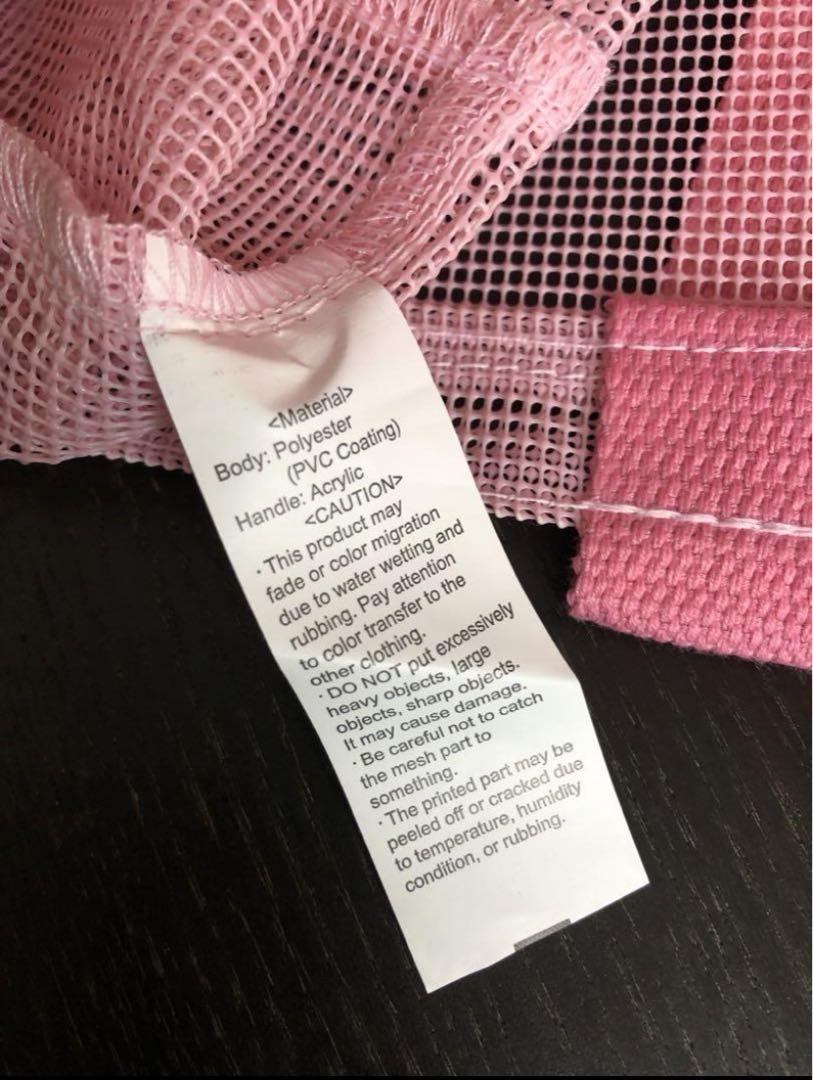 <Material>
Body: Polyester
(PVC Coating)
Handle: Acrylic
<CAUTION>
· This product may
fade or color migration
due to water wetting and
rubbing. Pay attention
to color transfer to the
other clothing.
· DO NOT put excessively
heavy objects, large
objects, sharp objects.
It may cause damage.
· Be careful not to catch
the mesh part to
something.
· The printed part may be
peeled off or cracked due
to temperature, humidity
condition, or rubbing.